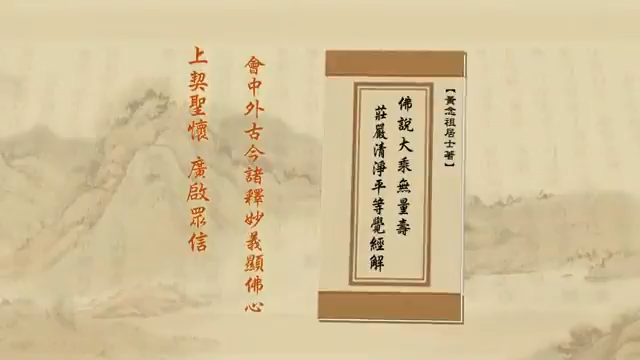 【黃念祖居士著】
佛說大乘無量壽
莊嚴清淨平等覺經解
會中外古今諸釋妙義顯佛心
上契聖懷 廣啟眾信